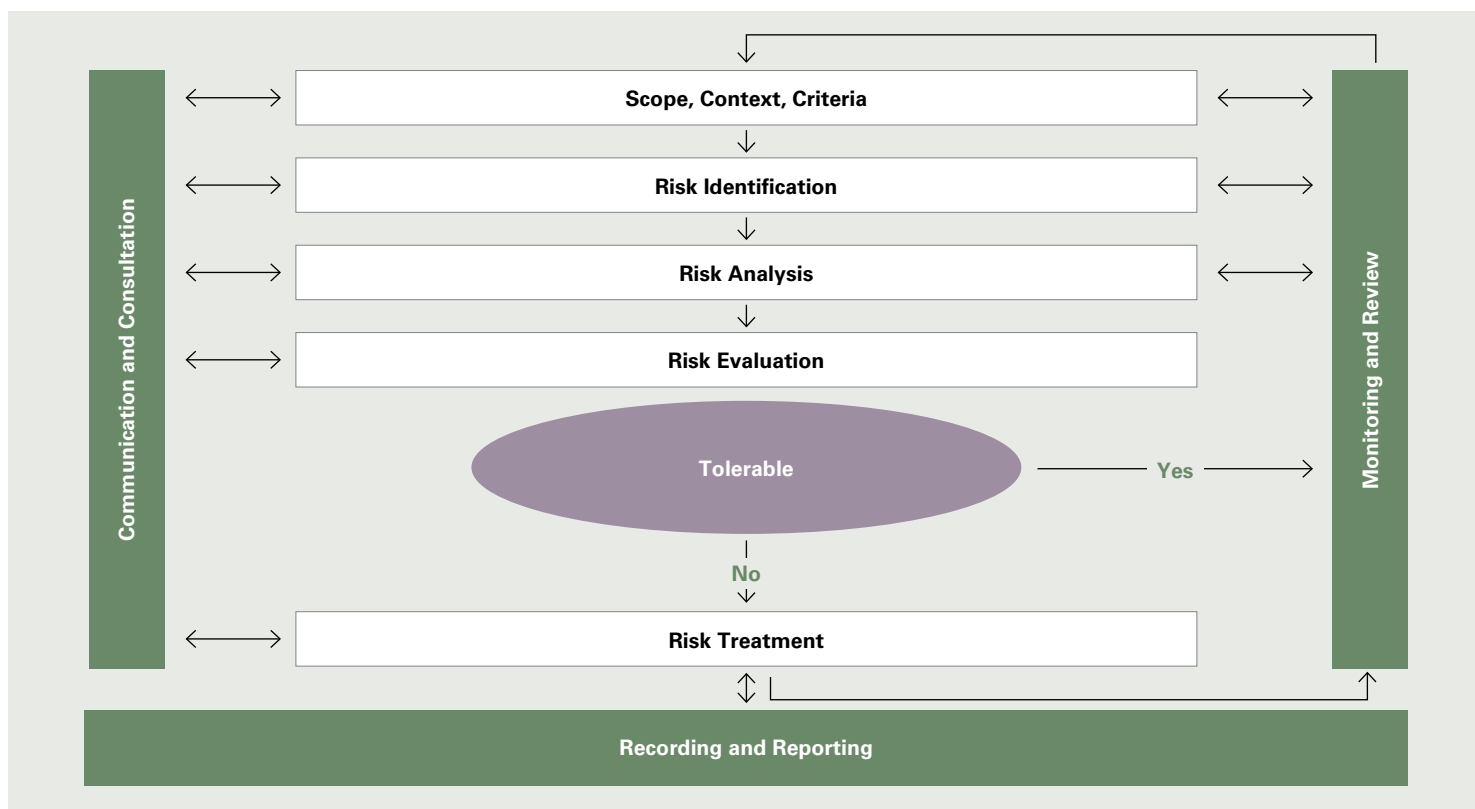 Scope, Context, Criteria
Risk Identification
Risk Analysis
Risk Evaluation
Tolerable
Yes
No
Risk Treatment
Communication and Consultation
Monitoring and Review
Recording and Reporting